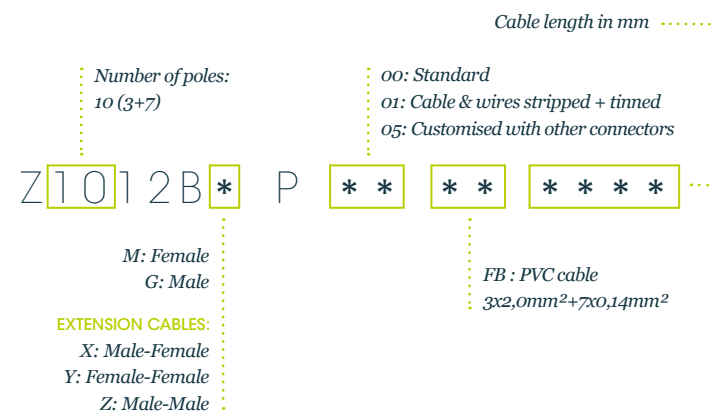 Cable length in mm
Number of poles:
10 (3+7)
00: Standard
01: Cable & wires stripped + tinned
05: Customised with other connectors
Z1012B* P ** ** ****
M: Female
G: Male
EXTENSION CABLES:
X: Male-Female
Y: Female-Female
Z: Male-Male
FB : PVC cable
3x2,0mm²+7x0,14mm²